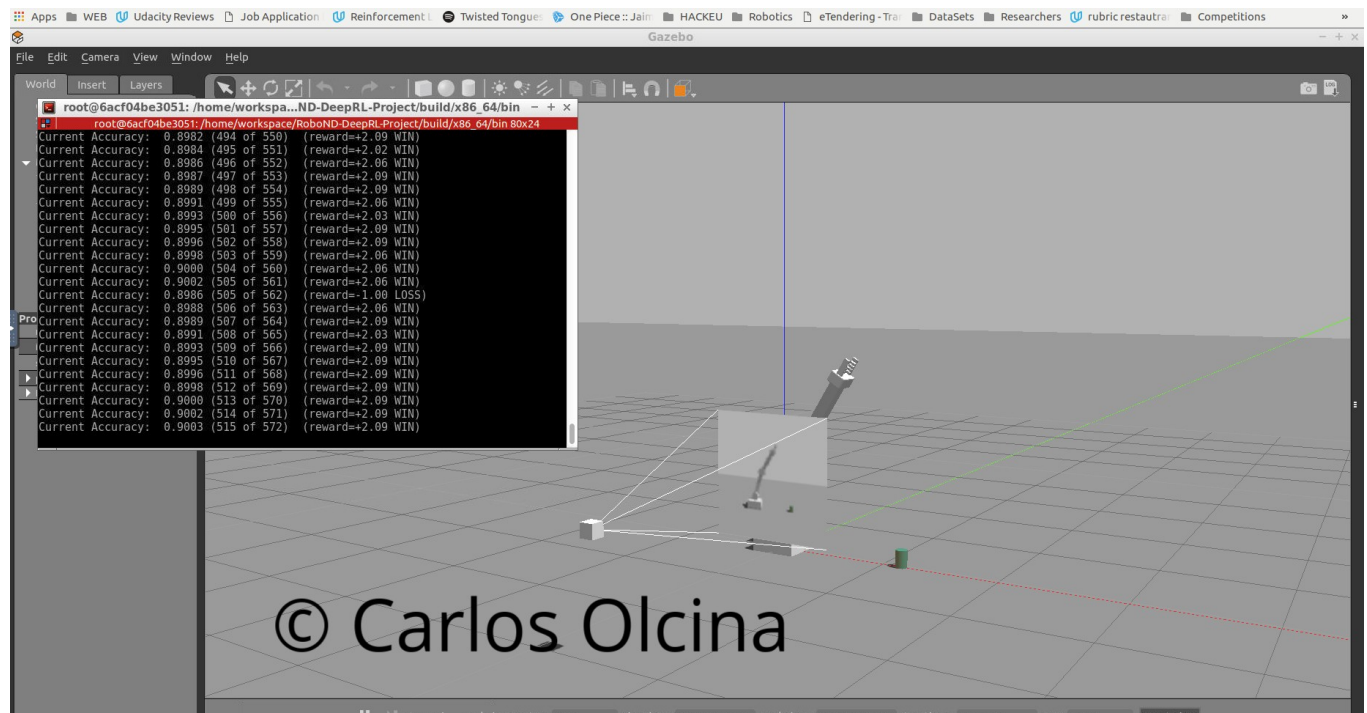 Apps WEB UdacityReviews Job Application Reinforcement L Twisted Tongues One Piece :: Jaim HACKEU Robotics eTendering - Tra DataSets Researchers rubric restautra Competitions »
Gazebo
File Edit Camera View Window Help
World Insert Layers
root@6acf04be3051: /home/workspa...ND-DeepRL-Project/build/x86_64/bin
root@6acf04be3051: /home/workspace/RoboND-DeepRL-Project/build/x86_64/bin 80x24
Current Accuracy: 0.8982 (494 of 550) (reward=+2.09 WIN)
Current Accuracy: 0.8984 (495 of 551) (reward=+2.02 WIN)
Current Accuracy: 0.8986 (496 of 552) (reward=+2.06 WIN)
Current Accuracy: 0.8987 (497 of 553) (reward=+2.09 WIN)
Current Accuracy: 0.8989 (498 of 554) (reward=+2.09 WIN)
Current Accuracy: 0.8991 (499 of 555) (reward=+2.06 WIN)
Current Accuracy: 0.8993 (500 of 556) (reward=+2.03 WIN)
Current Accuracy: 0.8995 (501 of 557) (reward=+2.09 WIN)
Current Accuracy: 0.8996 (502 of 558) (reward=+2.09 WIN)
Current Accuracy: 0.8998 (503 of 559) (reward=+2.06 WIN)
Current Accuracy: 0.9000 (504 of 560) (reward=+2.06 WIN)
Current Accuracy: 0.9002 (505 of 561) (reward=+2.06 WIN)
Current Accuracy: 0.8986 (505 of 562) (reward=-1.00 LOSS)
Current Accuracy: 0.8988 (506 of 563) (reward=+2.06 WIN)
Current Accuracy: 0.8989 (507 of 564) (reward=+2.09 WIN)
Pro
Current Accuracy: 0.8991 (508 of 565) (reward=+2.03 WIN)
Current Accuracy: 0.8993 (509 of 566) (reward=+2.09 WIN)
Current Accuracy: 0.8995 (510 of 567) (reward=+2.09 WIN)
Current Accuracy: 0.8996 (511 of 568) (reward=+2.09 WIN)
Current Accuracy: 0.8998 (512 of 569) (reward=+2.09 WIN)
Current Accuracy: 0.9000 (513 of 570) (reward=+2.09 WIN)
Current Accuracy: 0.9002 (514 of 571) (reward=+2.09 WIN)
Current Accuracy: 0.9003 (515 of 572) (reward=+2.09 WIN)
© Carlos Olcina